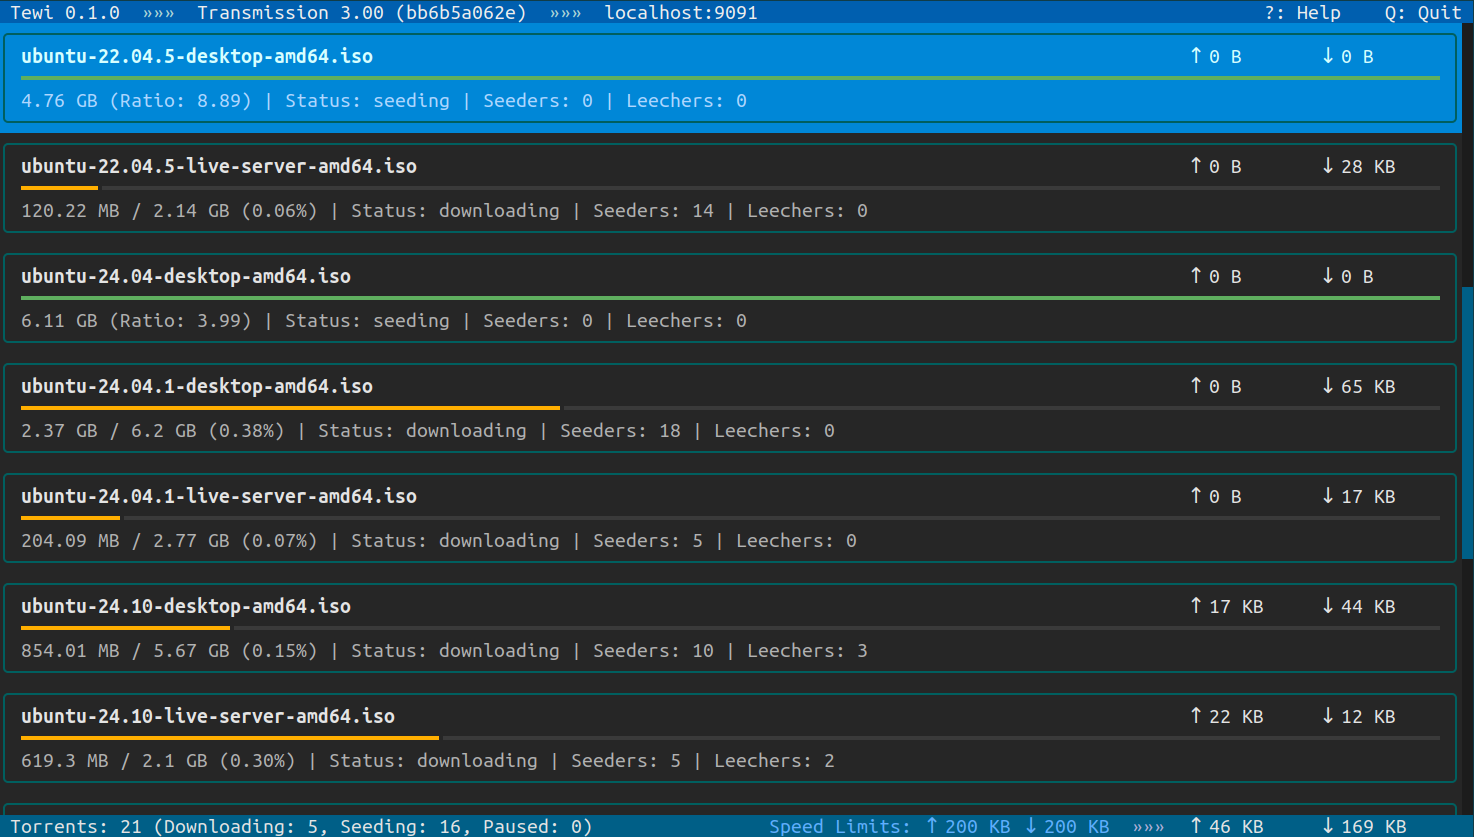 Tewi 0.1.0 »»» Transmission 3.00 (bb6b5a062e) »»» localhost:9091 ?: Help Q: Quit
ubuntu-22.04.5-desktop-amd64.iso ↑ 0 B ↓ 0 B
4.76 GB (Ratio: 8.89) | Status: seeding | Seeders: 0 | Leechers: 0
ubuntu-22.04.5-live-server-amd64.iso ↑ 0 B ↓ 28 KB
120.22 MB / 2.14 GB (0.06%) | Status: downloading | Seeders: 14 | Leechers: 0
ubuntu-24.04-desktop-amd64.iso ↑ 0 B ↓ 0 B
6.11 GB (Ratio: 3.99) | Status: seeding | Seeders: 0 | Leechers: 0
ubuntu-24.04.1-desktop-amd64.iso ↑ 0 B ↓ 65 KB
2.37 GB / 6.2 GB (0.38%) | Status: downloading | Seeders: 18 | Leechers: 0
ubuntu-24.04.1-live-server-amd64.iso ↑ 0 B ↓ 17 KB
204.09 MB / 2.77 GB (0.07%) | Status: downloading | Seeders: 5 | Leechers: 0
ubuntu-24.10-desktop-amd64.iso ↑ 17 KB ↓ 44 KB
854.01 MB / 5.67 GB (0.15%) | Status: downloading | Seeders: 10 | Leechers: 3
ubuntu-24.10-live-server-amd64.iso ↑ 22 KB ↓ 12 KB
619.3 MB / 2.1 GB (0.30%) | Status: downloading | Seeders: 5 | Leechers: 2
Torrents: 21 (Downloading: 5, Seeding: 16, Paused: 0) Speed Limits: ↑ 200 KB ↓ 200 KB »»» ↑ 46 KB ↓ 169 KB